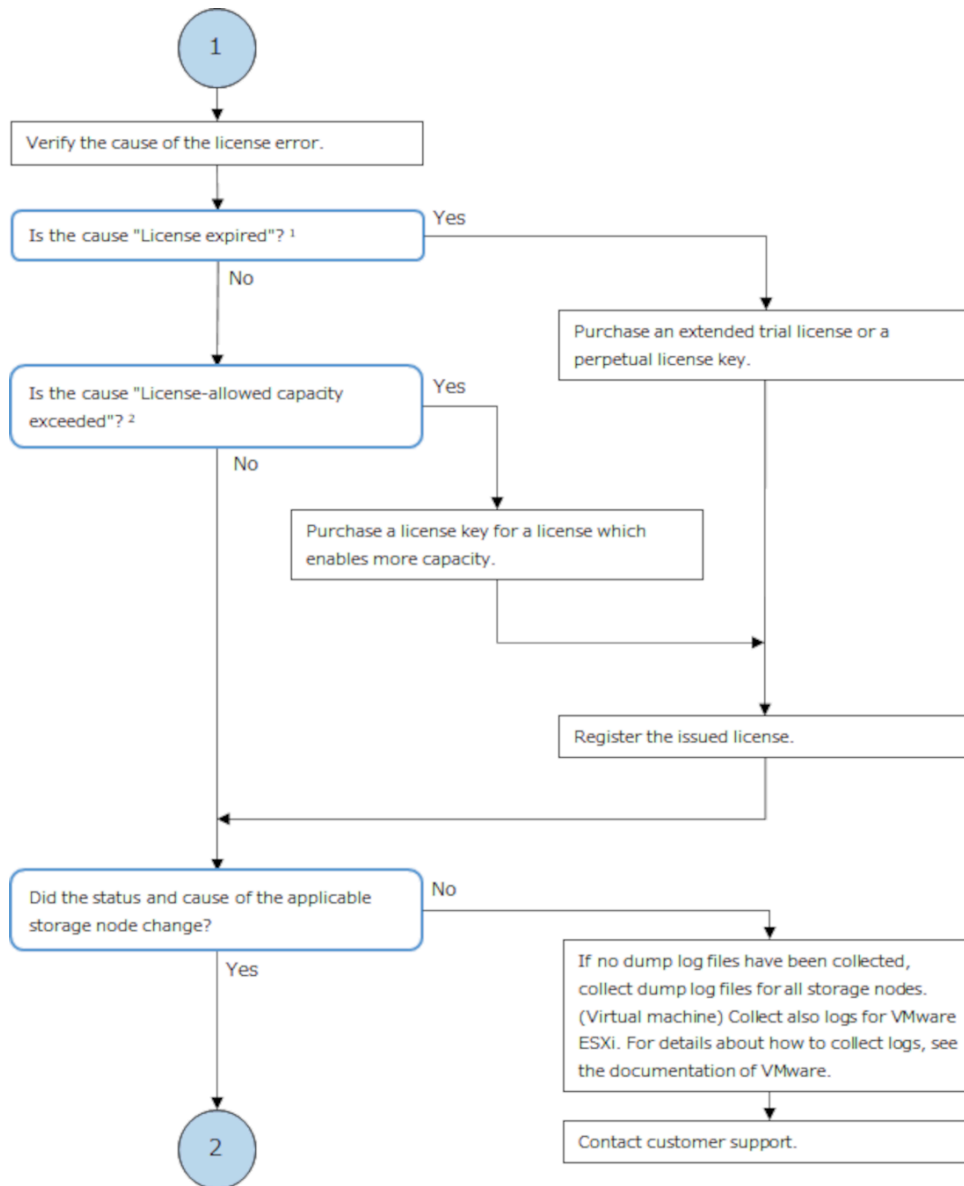 1
Verify the cause of the license error.
Is the cause "License expired"? ¹
Yes
No
Purchase an extended trial license or a
perpetual license key.
Is the cause "License-allowed capacity
exceeded"? ²
Yes
No
Purchase a license key for a license which
enables more capacity.
Register the issued license.
Did the status and cause of the applicable
storage node change?
No
Yes
If no dump log files have been collected,
collect dump log files for all storage nodes.
(Virtual machine) Collect also logs for VMware
ESXi. For details about how to collect logs, see
the documentation of VMware.
Contact customer support.
2